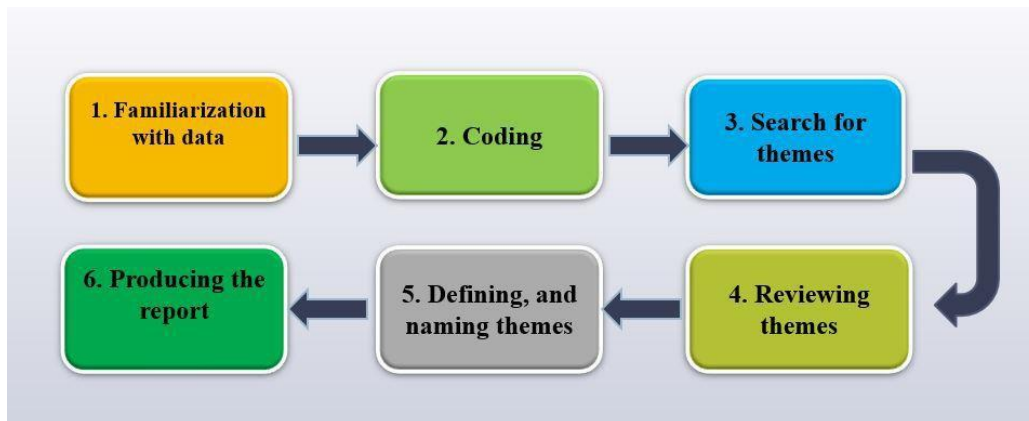 1. Familiarization
with data
2. Coding
3. Search for
themes
4. Reviewing
themes
5. Defining, and
naming themes
6. Producing the
report